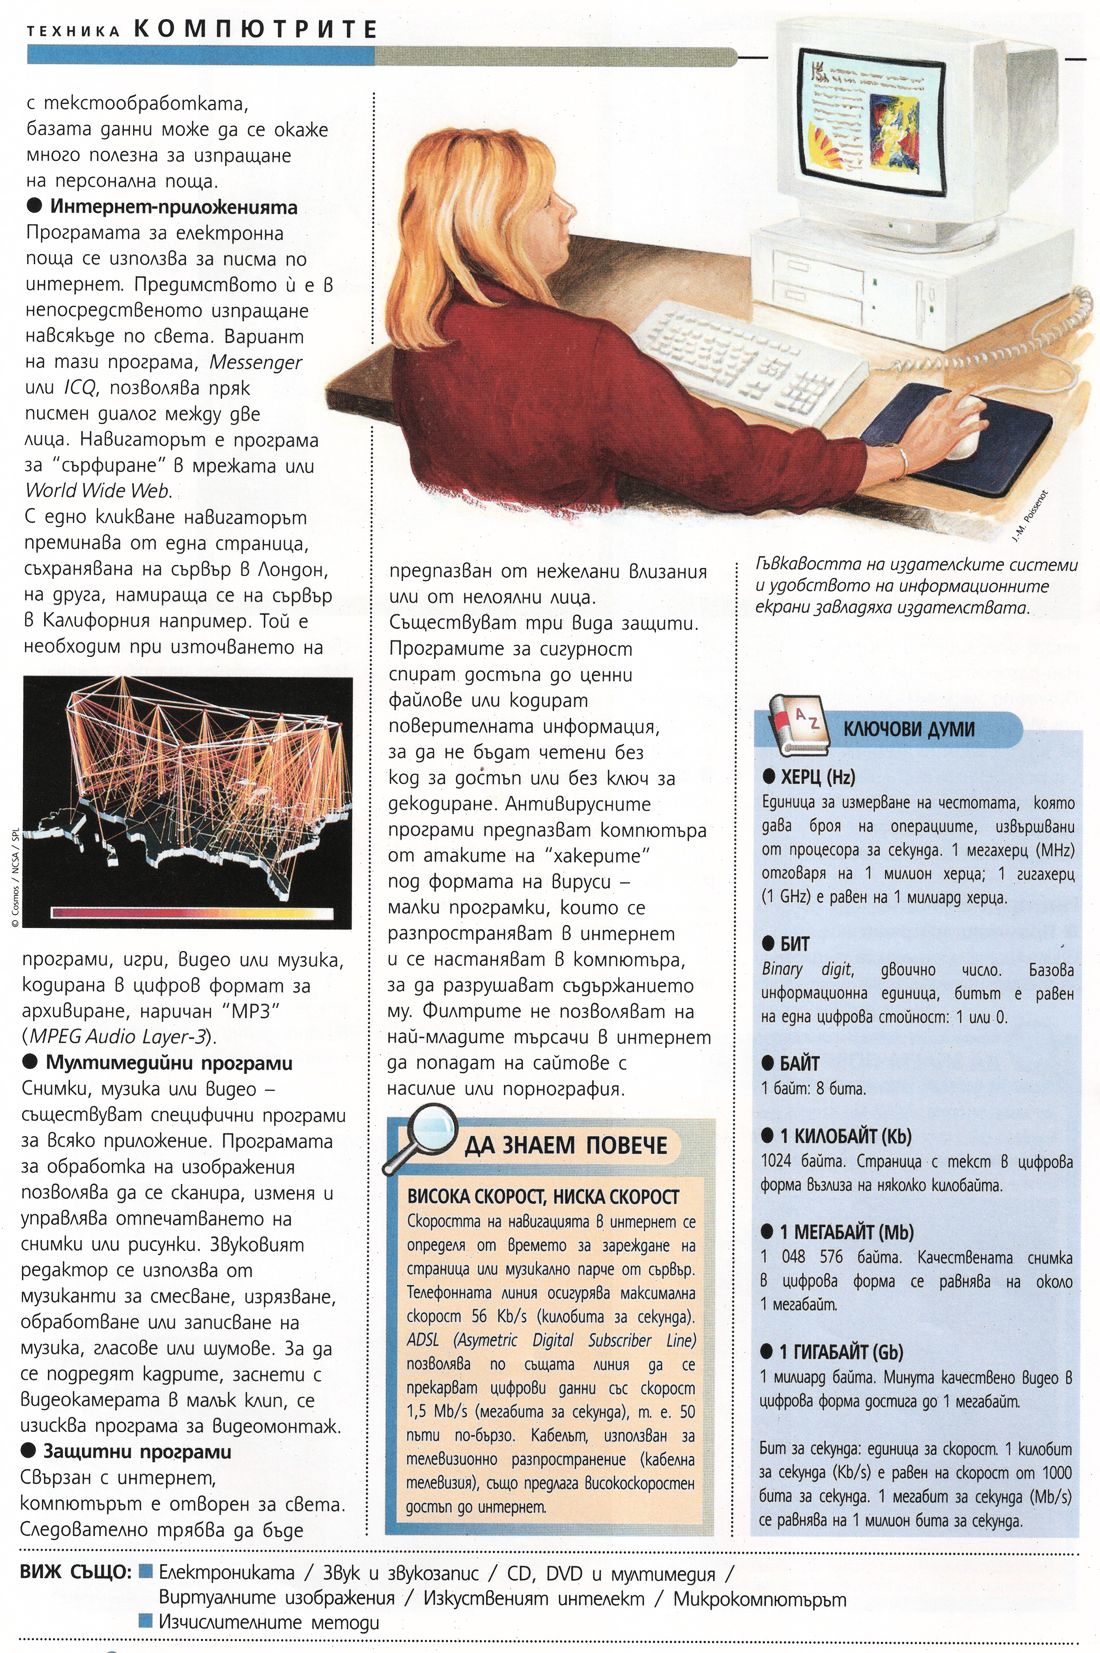 ТЕХНИКА КОМПЮТРИТЕ
с текстообработката,
базата данни може да се окаже
много полезна за изпращане
на персонална поща.
● Интернет-приложенията
Програмата за електронна
поща се използва за писма по
интернет. Предимството ѝ е в
непосредственото изпращане
навсякъде по света. Вариант
на тази програма, Messenger
или ICQ, позволява пряк
писмен диалог между две
лица. Навигаторът е програма
за “сърфиране” в мрежата или
World Wide Web.
С едно кликване навигаторът
преминава от една страница,
съхранявана на сървър в Лондон,
на друга, намираща се на сървър
в Калифорния например. Той е
необходим при източването на
© Cosmos / NCSA / SPL
програми, игри, видео или музика,
кодирана в цифров формат за
архивиране, наричан “MP3”
(MPEG Audio Layer-3).
● Мултимедийни програми
Снимки, музика или видео –
съществуват специфични програми
за всяко приложение. Програмата
за обработка на изображения
позволява да се сканира, изменя и
управлява отпечатването на
снимки или рисунки. Звуковият
редактор се използва от
музиканти за смесване, изрязване,
обработване или записване на
музика, гласове или шумове. За да
се подредят кадрите, заснети с
видеокамерата в малък клип, се
изисква програма за видеомонтаж.
● Защитни програми
Свързан с интернет,
компютърът е отворен за света.
Следователно трябва да бъде
J.-M. Poissenot
предпазван от нежелани влизания
или от нелоялни лица.
Съществуват три вида защити.
Програмите за сигурност
спират достъпа до ценни
файлове или кодират
поверителната информация,
за да не бъдат четени без
код за достъп или без ключ за
декодиране. Антивирусните
програми предпазват компютъра
от атаките на “хакерите”
под формата на вируси –
малки програмки, които се
разпространяват в интернет
и се настаняват в компютъра,
за да разрушават съдържанието
му. Филтрите не позволяват на
най-младите търсачи в интернет
да попадат на сайтове с
насилие или порнография.
ДА ЗНАЕМ ПОВЕЧЕ
ВИСОКА СКОРОСТ, НИСКА СКОРОСТ
Скоростта на навигацията в интернет се
определя от времето за зареждане на
страница или музикално парче от сървър.
Телефонната линия осигурява максимална
скорост 56 Kb/s (килобита за секунда).
ADSL (Asymetric Digital Subscriber Line)
позволява по същата линия да се
прекарват цифрови данни със скорост
1,5 Mb/s (мегабита за секунда), т. е. 50
пъти по-бързо. Кабелът, използван за
телевизионно разпространение (кабелна
телевизия), също предлага високоскоростен
достъп до интернет.
Гъвкавостта на издателските системи
и удобството на информационните
екрани завладяха издателствата.
A Z
КЛЮЧОВИ ДУМИ
● ХЕРЦ (Hz)
Единица за измерване на честотата, която
дава броя на операциите, извършвани
от процесора за секунда. 1 мегахерц (MHz)
отговаря на 1 милион херца; 1 гигахерц
(1 GHz) е равен на 1 милиард херца.
● БИТ
Binary digit, двоично число. Базова
информационна единица, битът е равен
на една цифрова стойност: 1 или 0.
● БАЙТ
1 байт: 8 бита.
● 1 КИЛОБАЙТ (Kb)
1024 байта. Страница с текст в цифрова
форма възлиза на няколко килобайта.
● 1 МЕГАБАЙТ (Mb)
1 048 576 байта. Качествената снимка
в цифрова форма се равнява на около
1 мегабайт.
● 1 ГИГАБАЙТ (Gb)
1 милиард байта. Минута качествено видео в
цифрова форма достига до 1 мегабайт.
Бит за секунда: единица за скорост. 1 килобит
за секунда (Kb/s) е равен на скорост от 1000
бита за секунда. 1 мегабит за секунда (Mb/s)
се равнява на 1 милион бита за секунда.
ВИЖ СЪЩО: ■ Електрониката / Звук и звукозапис / CD, DVD и мултимедия /
Виртуалните изображения / Изкуственият интелект / Микрокомпютърът
■ Изчислителните методи